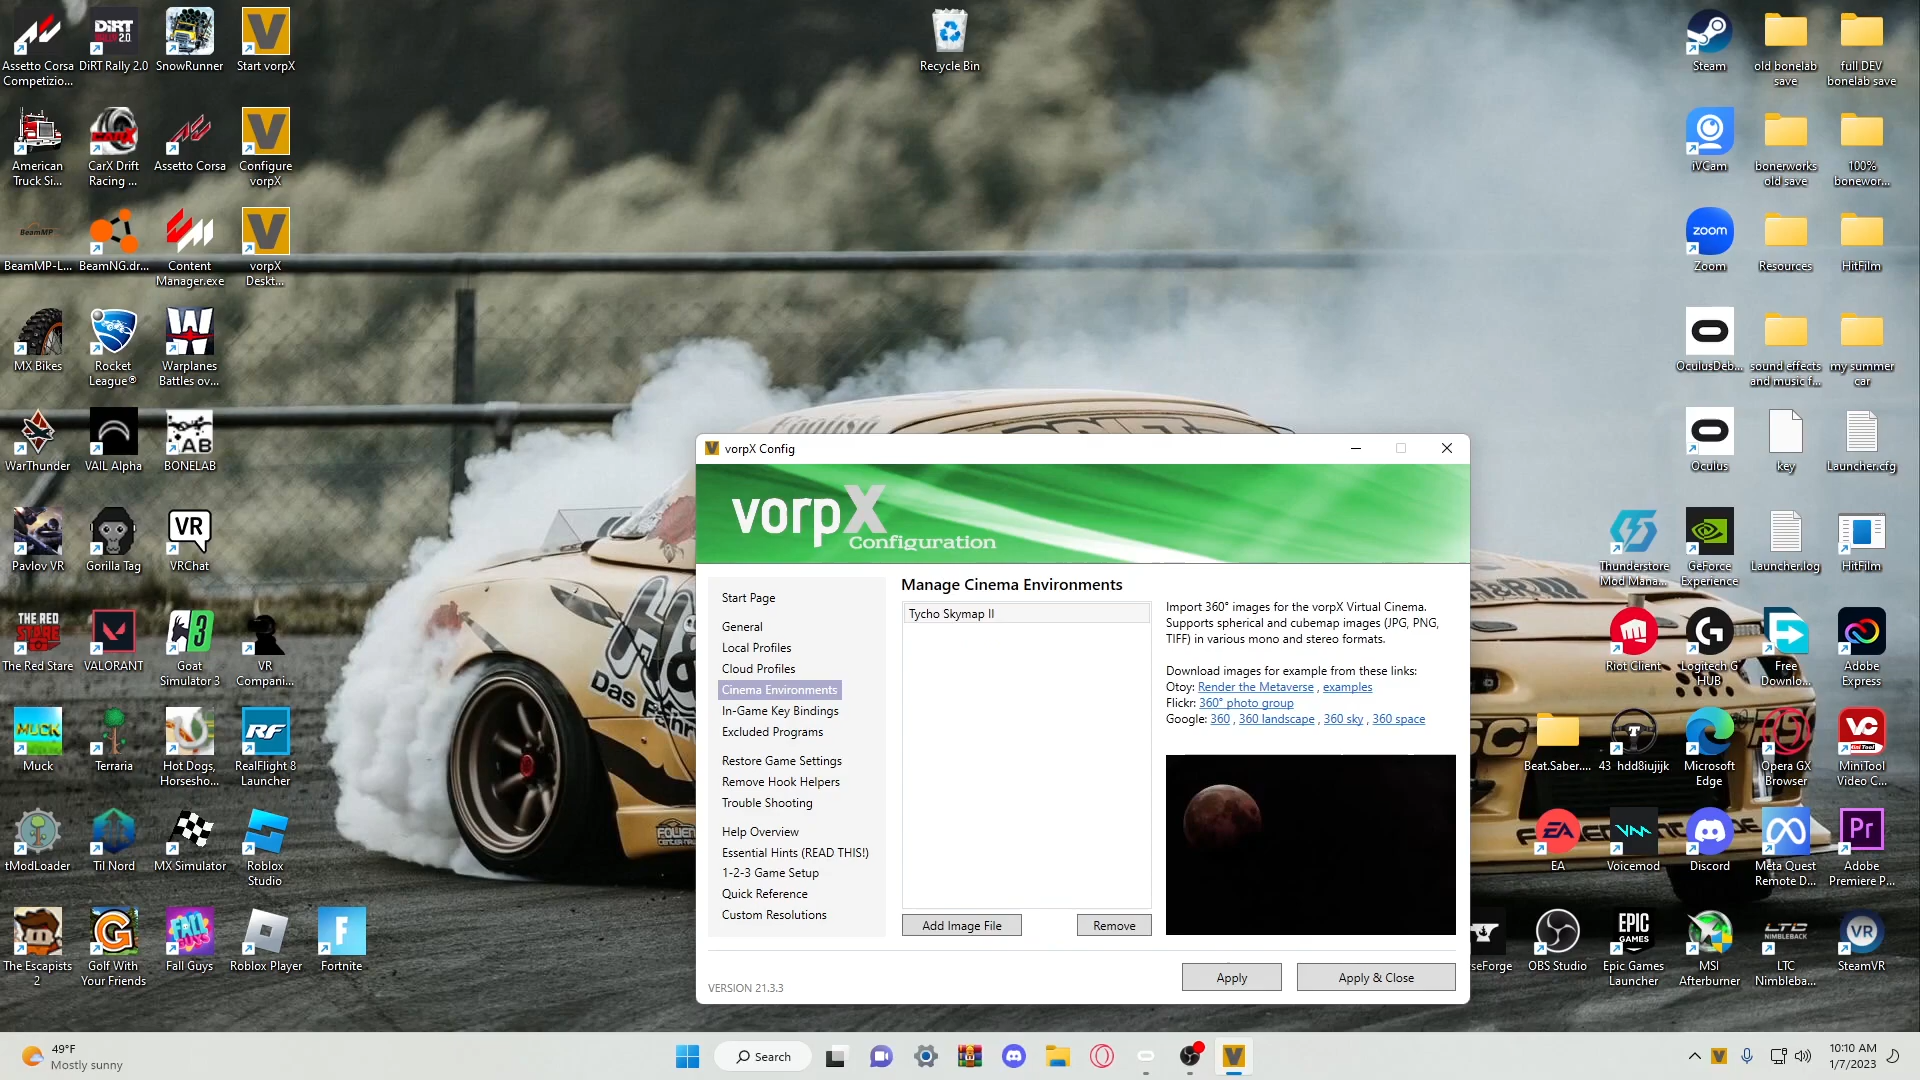 Assetto Corsa
Competizio...
DiRT Rally 2.0
SnowRunner
Start vorpX
Recycle Bin
Steam
old bonelab
save
full DEV
bonelab save
American
Truck Si...
CarX Drift
Racing ...
Assetto Corsa
Configure
vorpX
iVCam
bonerworks
old save
100%
bonewor...
BeamMP
BeamMP-L...
BeamNG.dr...
Content
Manager.exe
vorpX
Deskt...
zoom
Zoom
Resources
HitFilm
MX Bikes
Rocket
League®
Warplanes
Battles ov...
OculusDeb...
sound effects
and music f...
my summer
car
WarThunder
VAIL Alpha
BONELAB
Oculus
key
Launcher.cfg
Pavlov VR
Gorilla Tag
VRChat
Thunderstore
Mod Mana...
GeForce
Experience
Launcher.log
HitFilm
The Red Stare
VALORANT
Goat
Simulator 3
VR
Compani...
Riot Client
Logitech G
HUB
Free
Downlo...
Adobe
Express
Muck
Terraria
Hot Dogs,
Horsesho...
RealFlight 8
Launcher
Beat.Saber....
43_hdd8iujijk
Microsoft
Edge
Opera GX
Browser
MiniTool
Video C...
tModLoader
Til Nord
MX Simulator
Roblox
Studio
EA
Voicemod
Discord
Meta Quest
Remote D...
Adobe
Premiere P...
The Escapists
2
Golf With
Your Friends
Fall Guys
Roblox Player
Fortnite
rseForge
OBS Studio
Epic Games
Launcher
MSI
Afterburner
LTC
Nimbleba...
SteamVR
vorpX Config
vorpX
Configuration
Start Page
General
Local Profiles
Cloud Profiles
Cinema Environments
In-Game Key Bindings
Excluded Programs
Restore Game Settings
Remove Hook Helpers
Trouble Shooting
Help Overview
Essential Hints (READ THIS!)
1-2-3 Game Setup
Quick Reference
Custom Resolutions
Manage Cinema Environments
Tycho Skymap II
Add Image File
Remove
Import 360° images for the vorpX Virtual Cinema.
Supports spherical and cubemap images (JPG, PNG,
TIFF) in various mono and stereo formats.
Download images for example from these links:
Otoy: Render the Metaverse , examples
Flickr: 360° photo group
Google: 360 , 360 landscape , 360 sky , 360 space
VERSION 21.3.3
Apply
Apply & Close
49°F
Mostly sunny
Search
10:10 AM
1/7/2023